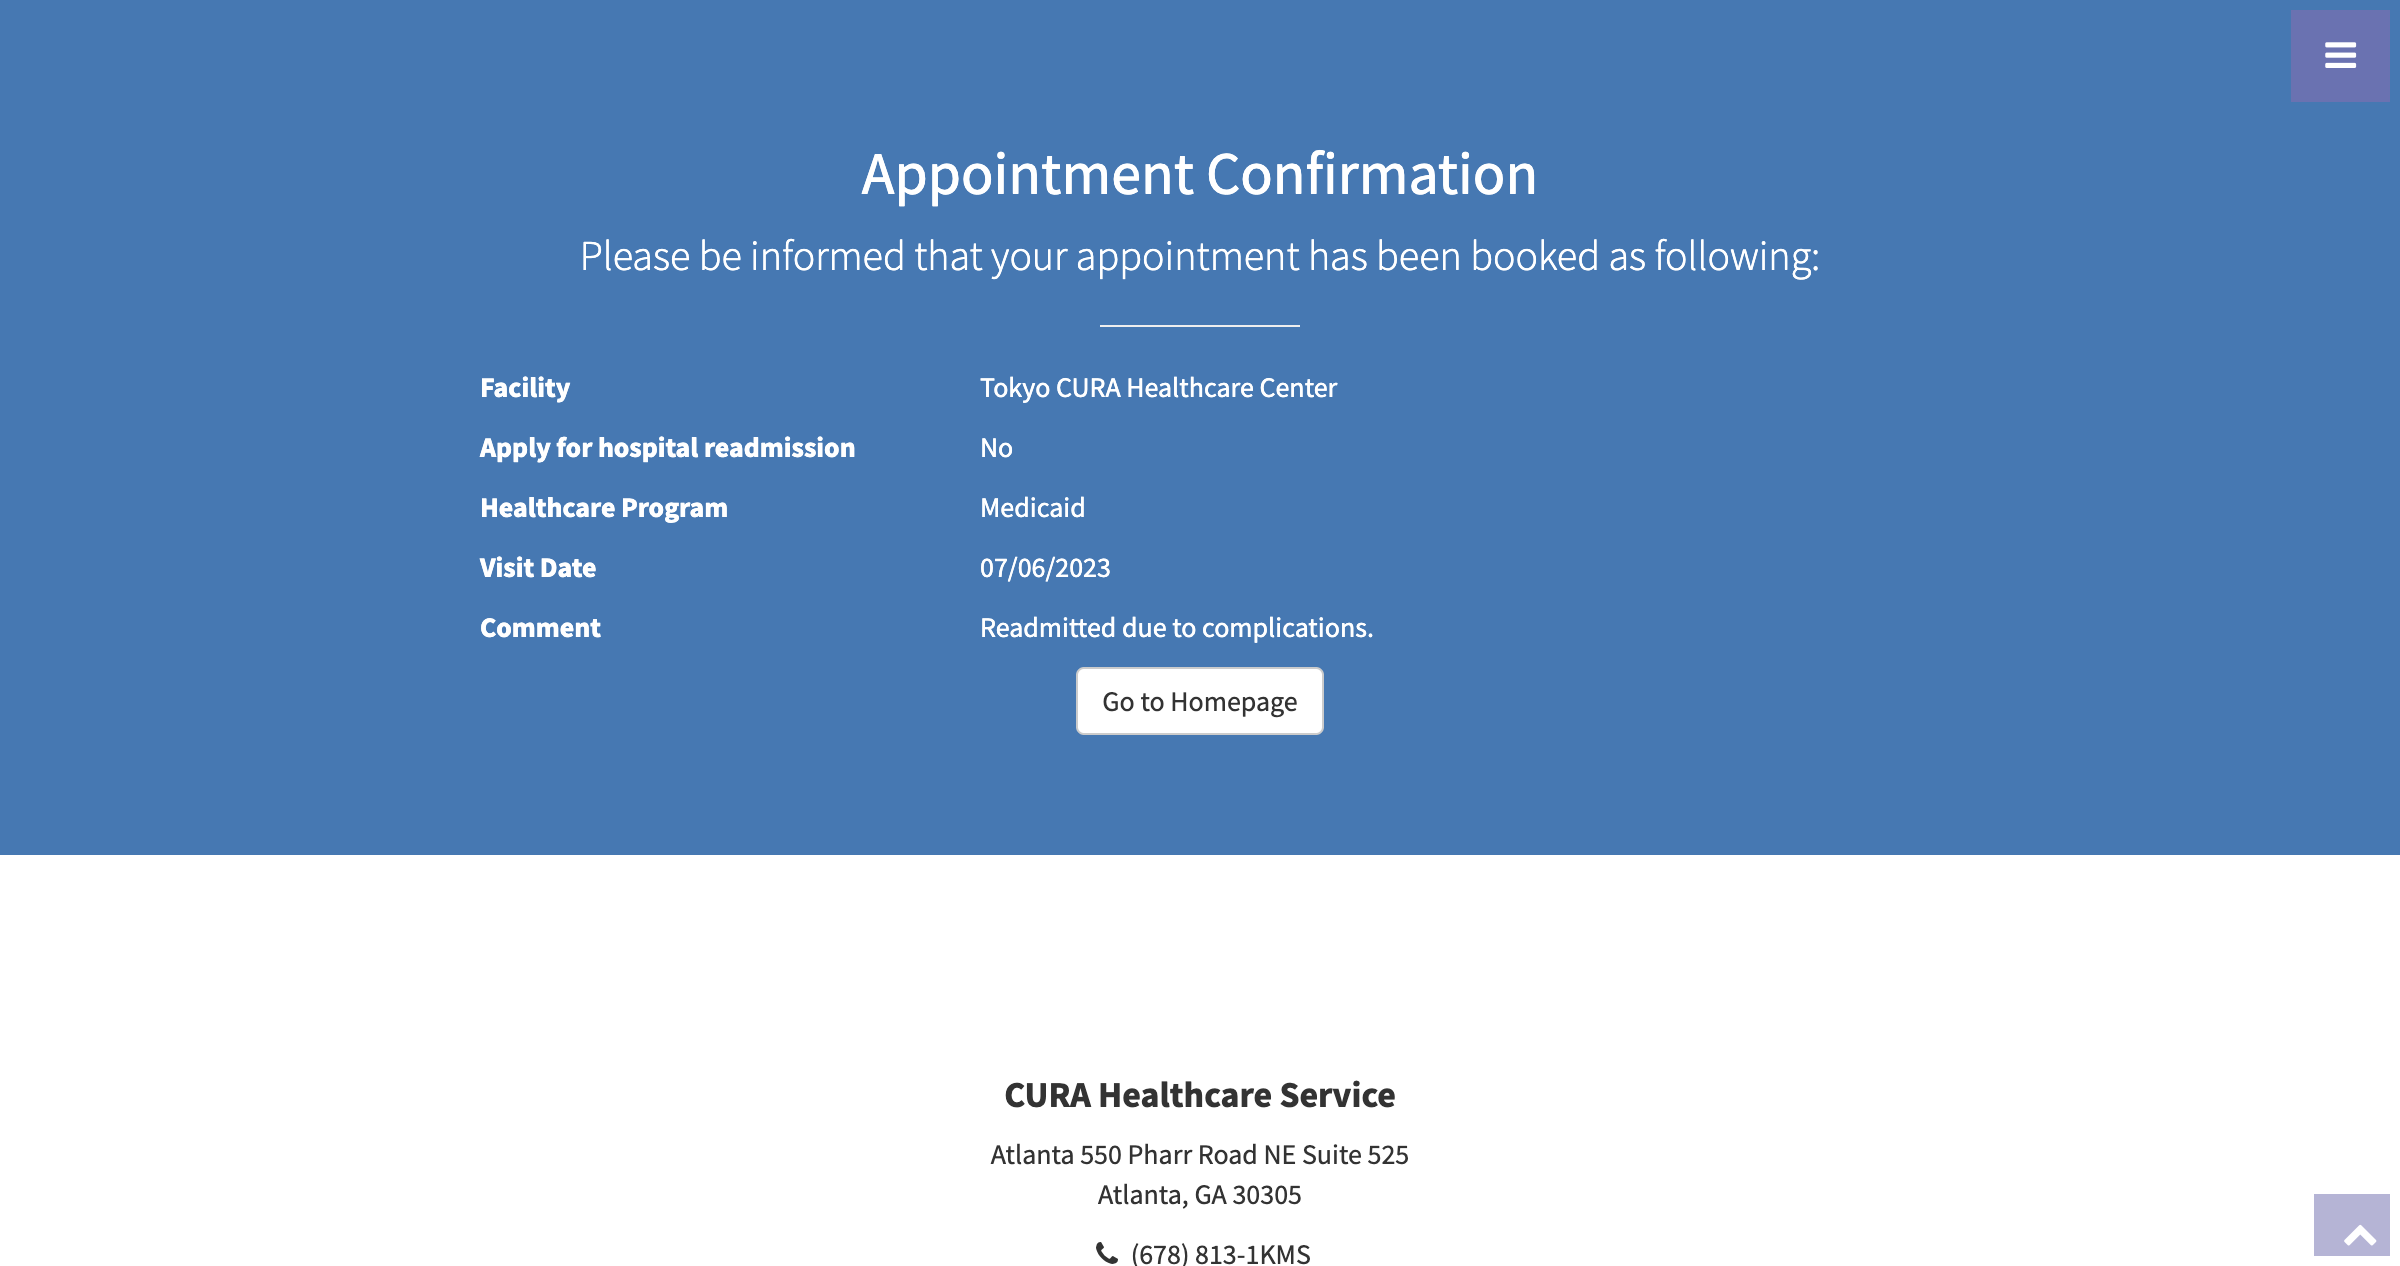 Appointment Confirmation
Please be informed that your appointment has been booked as following:
Facility Tokyo CURA Healthcare Center
Apply for hospital readmission No
Healthcare Program Medicaid
Visit Date 07/06/2023
Comment Readmitted due to complications.
Go to Homepage
CURA Healthcare Service
Atlanta 550 Pharr Road NE Suite 525
Atlanta, GA 30305
(678) 813-1KMS